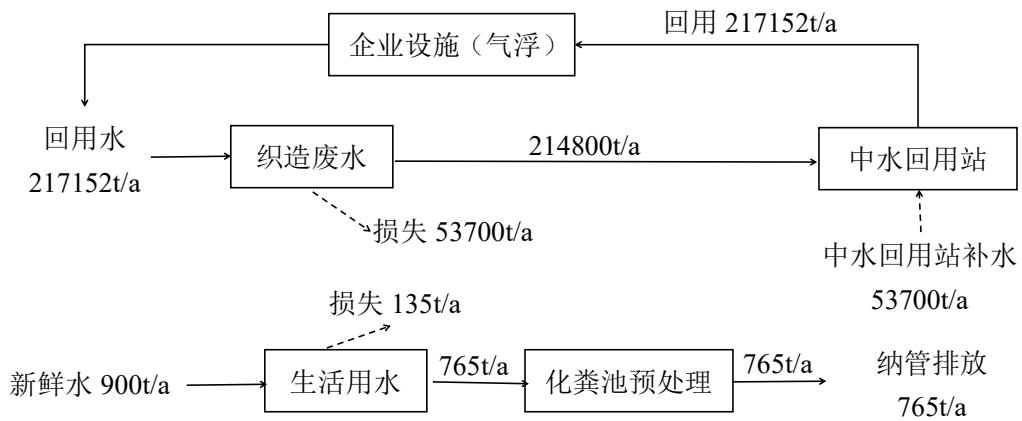 回用 217152t/a
企业设施（气浮）
回用水
217152t/a
织造废水
214800t/a
中水回用站
损失 53700t/a
中水回用站补水
53700t/a
损失 135t/a
新鲜水 900t/a
生活用水
765t/a
化粪池预处理
765t/a
纳管排放
765t/a